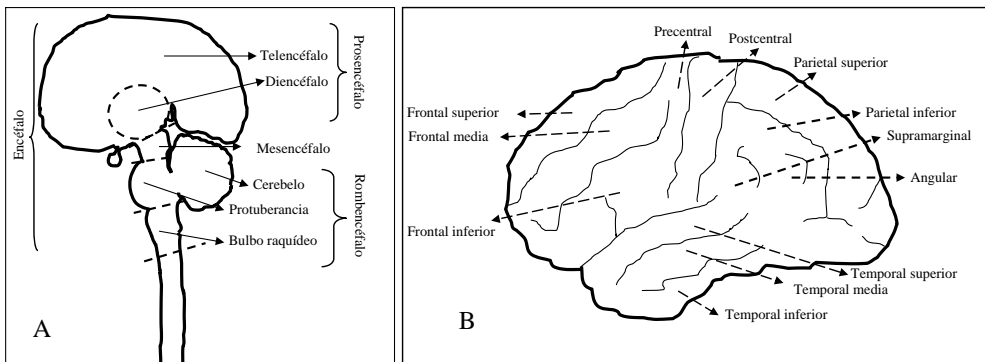 A
Encéfalo
Telencéfalo
Diencéfalo
Prosencéfalo
Mesencéfalo
Cerebelo
Protuberancia
Bulbo raquídeo
Rombencéfalo
B
Precentral
Postcentral
Parietal superior
Frontal superior
Parietal inferior
Frontal media
Supramarginal
Angular
Frontal inferior
Temporal superior
Temporal media
Temporal inferior